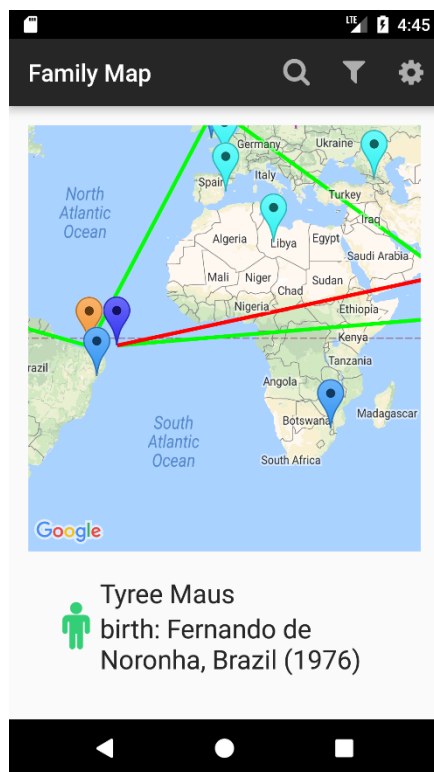 LTE 4:45
Family Map
Germany
Ukraine
North
Atlantic
Ocean
Spain
Italy
Turkey
Iraq
Algeria
Libya
Egypt
Saudi Arabia
Mali
Niger
Chad
Sudan
Nigeria
Ethiopia
Kenya
razil
Tanzania
Angola
South
Atlantic
Ocean
Botswana
Madagascar
South Africa
Google
Tyree Maus
birth: Fernando de
Noronha, Brazil (1976)